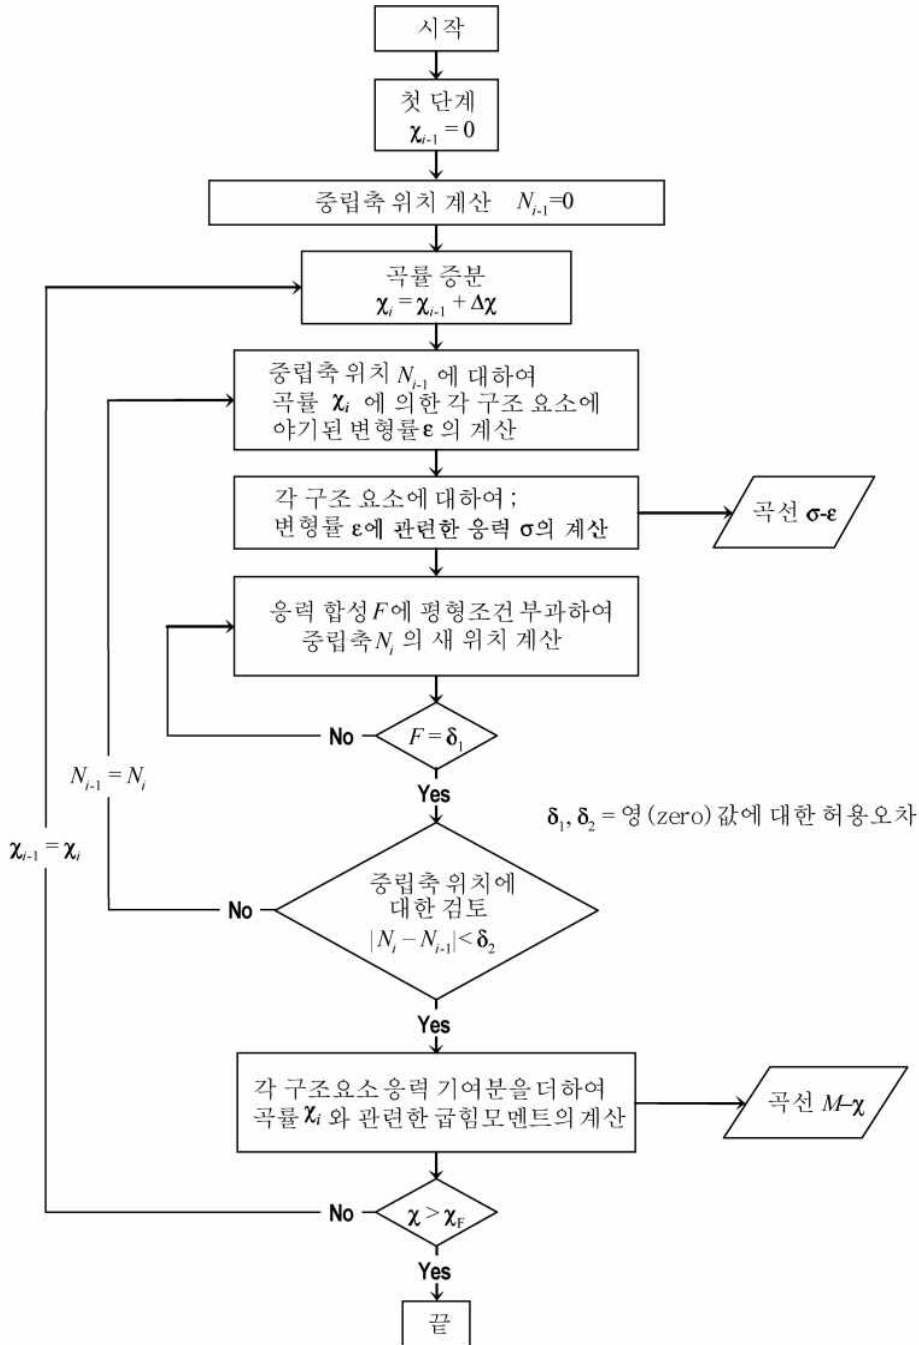 시작
첫 단계
χi-1 = 0
중립축 위치 계산 Ni-1=0
곡률 증분
χi = χi-1 + Δχ
중립축 위치 Ni-1 에 대하여
곡률 χi 에 의한 각 구조 요소에
야기된 변형률 ε 의 계산
각 구조 요소에 대하여 ;
변형률 ε에 관련한 응력 σ의 계산
곡선 σ-ε
응력 합성 F에 평형조건 부과하여
중립축 Ni 의 새 위치 계산
No
F = δ1
Ni-1 = Ni
Yes
δ1, δ2 = 영 (zero) 값에 대한 허용오차
χi-1 = χi
중립축 위치에
대한 검토
|Ni – Ni-1|< δ2
No
Yes
각 구조요소 응력 기여분을 더하여
곡률 χi 와 관련한 굽힘모멘트의 계산
곡선 M–χ
No
χ > χF
Yes
끝